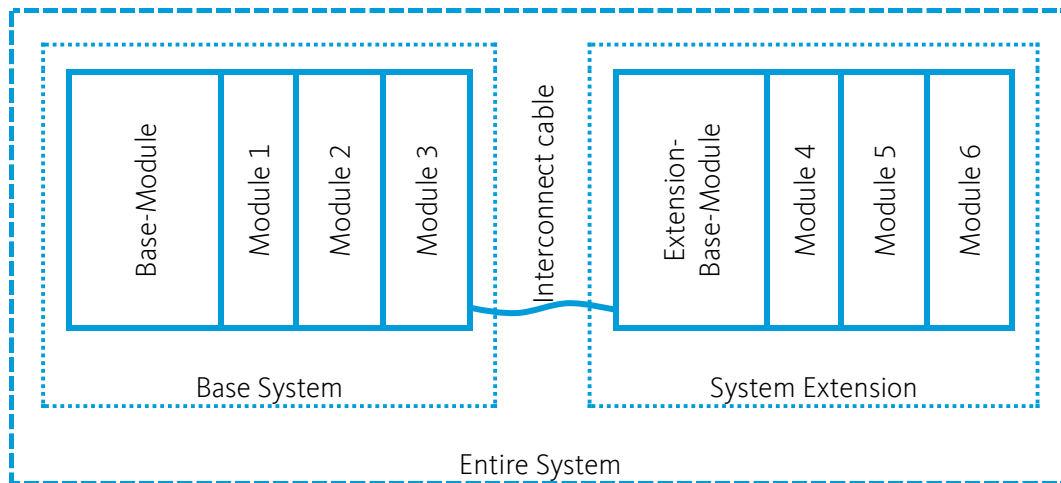 Base-Module
Module 1
Module 2
Module 3
Interconnect cable
Extension-
Base-Module
Module 4
Module 5
Module 6
Base System
System Extension
Entire System